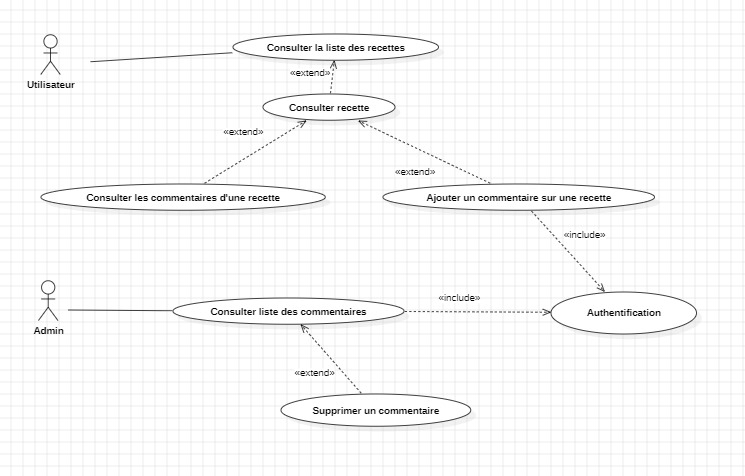 Consulter la liste des recettes
«extend»
Utilisateur
Consulter recette
«extend»
«extend»
Consulter les commentaires d'une recette
Ajouter un commentaire sur une recette
«include»
«include»
Admin
Consulter liste des commentaires
Authentification
«extend»
Supprimer un commentaire